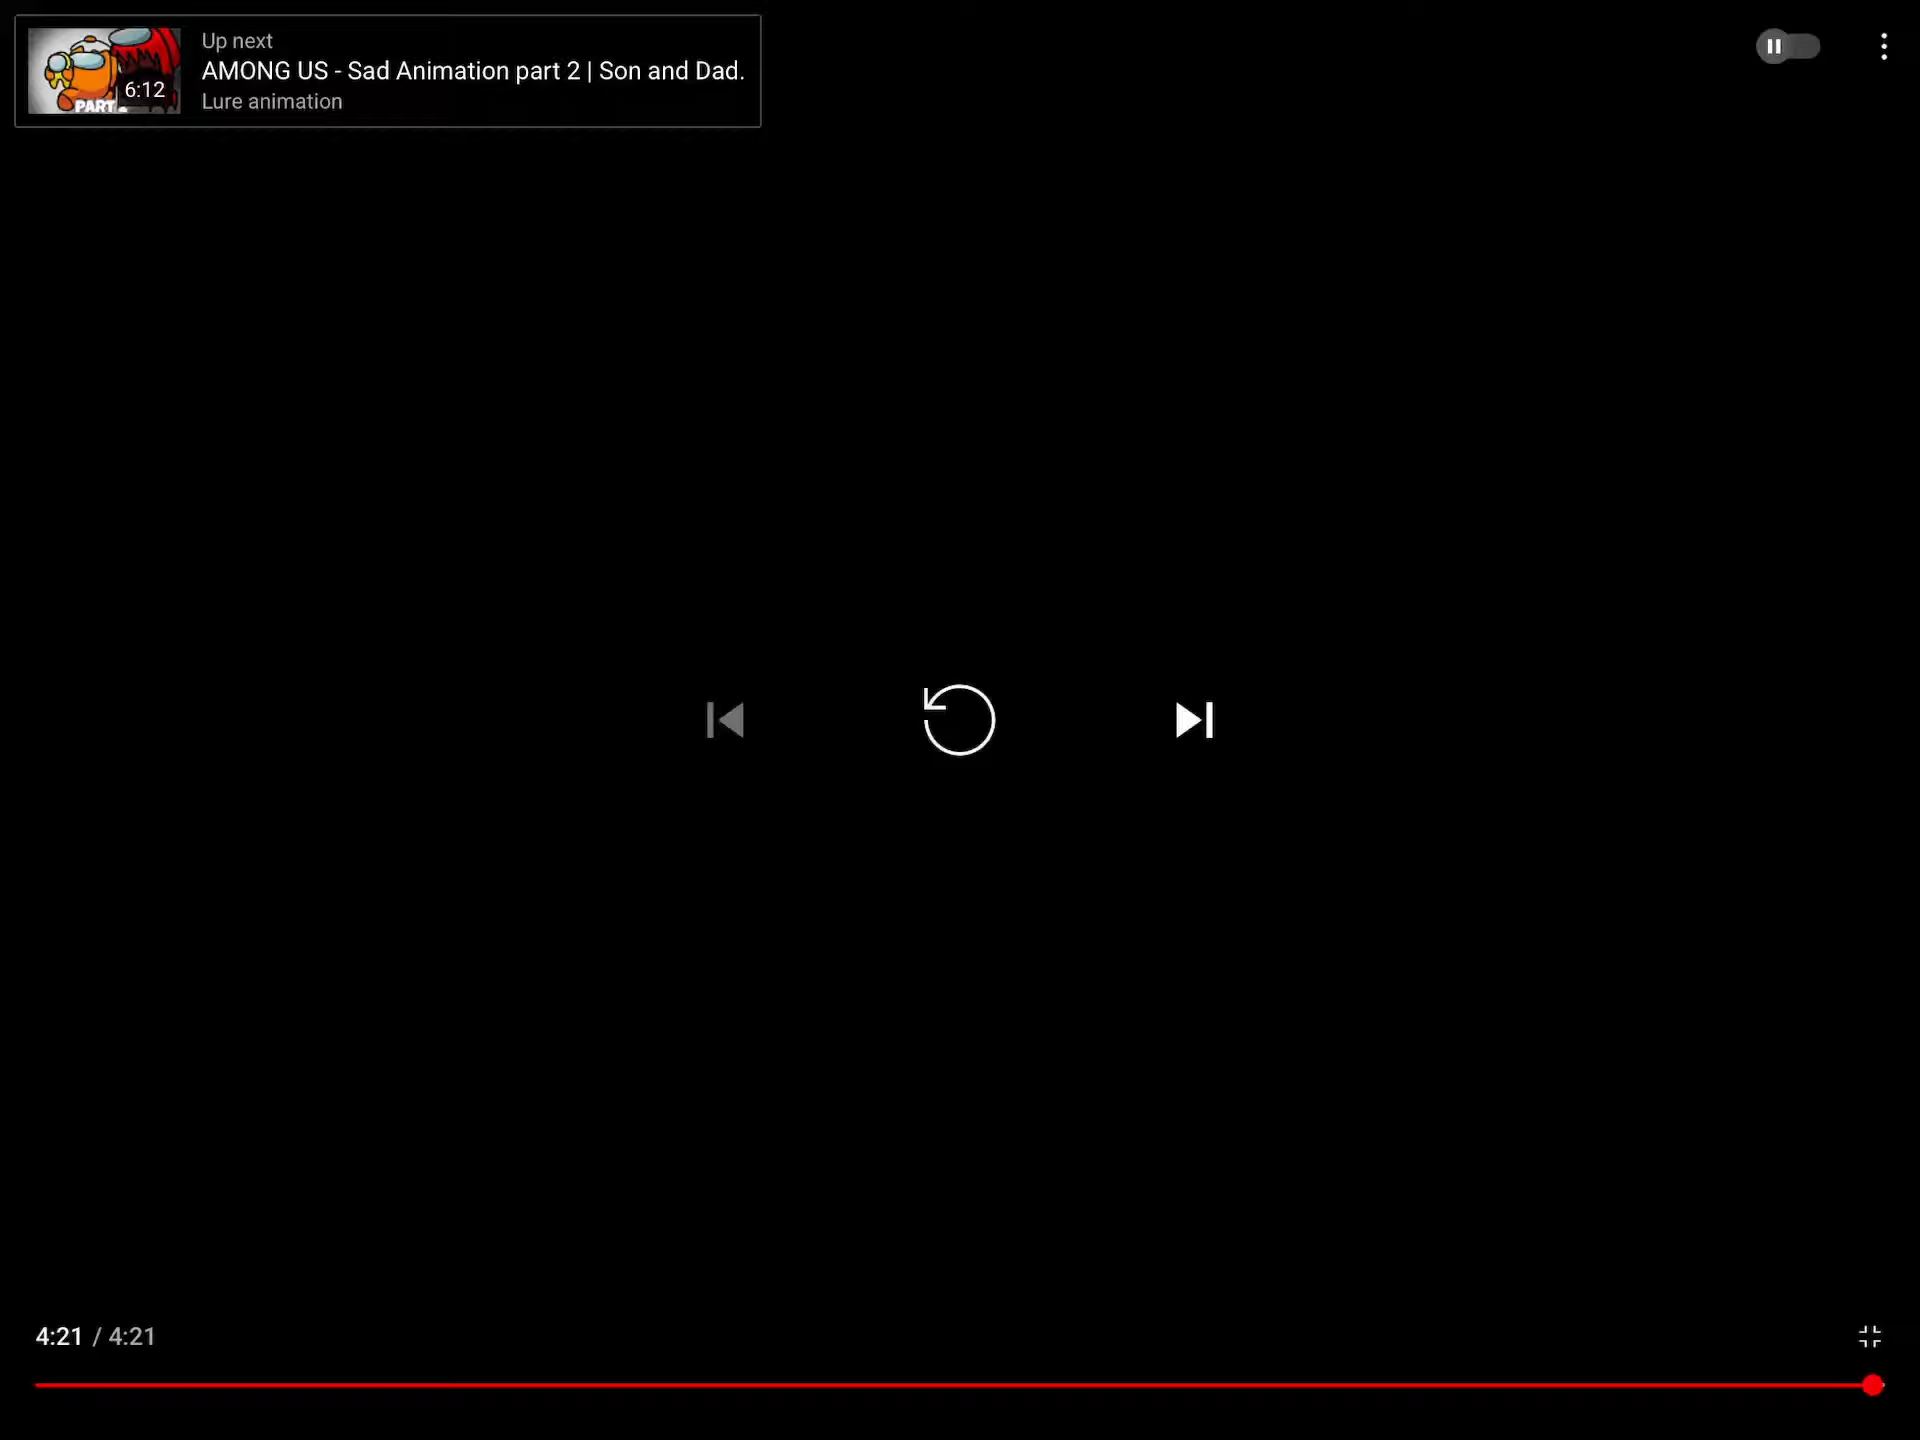 Up next
AMONG US - Sad Animation part 2 | Son and Dad.
Lure animation
6:12
PART
4:21 / 4:21